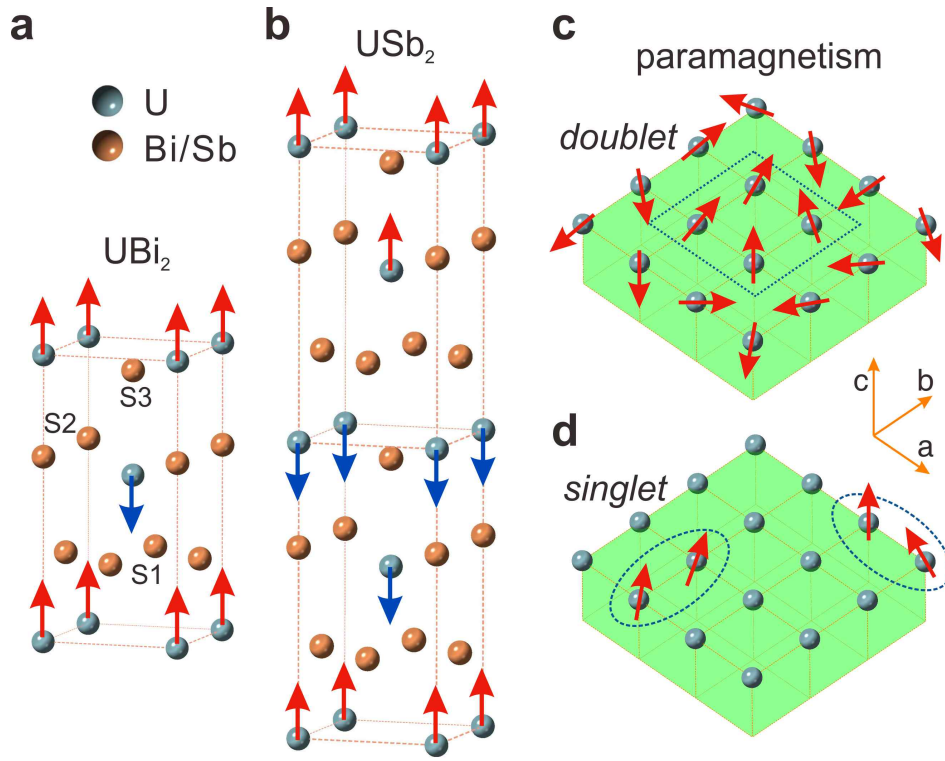 a
U
Bi/Sb
UBi₂
S3
S2
S1
b
USb₂
c
paramagnetism
doublet
c
b
a
d
singlet